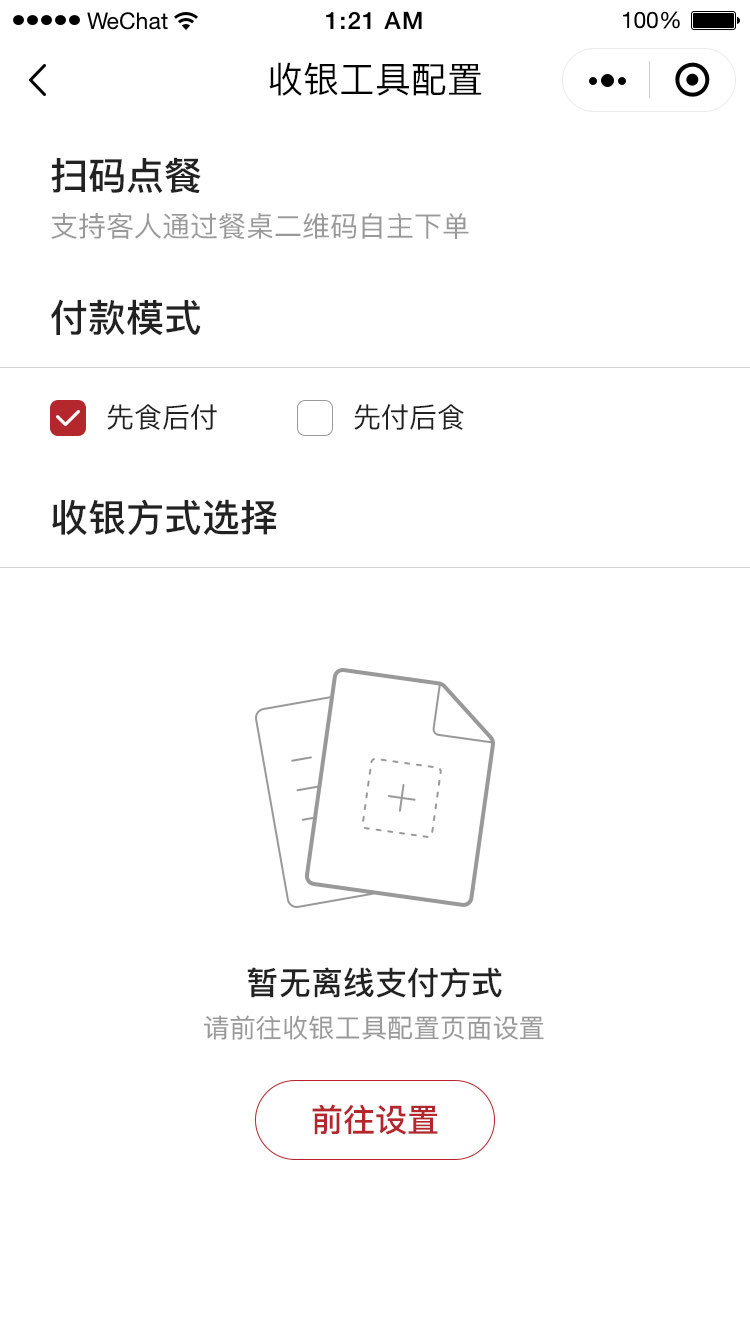 ●●●●● WeChat 1:21 AM 100%
收银工具配置
扫码点餐
支持客人通过餐桌二维码自主下单
付款模式
先食后付 先付后食
收银方式选择
暂无离线支付方式
请前往收银工具配置页面设置
前往设置